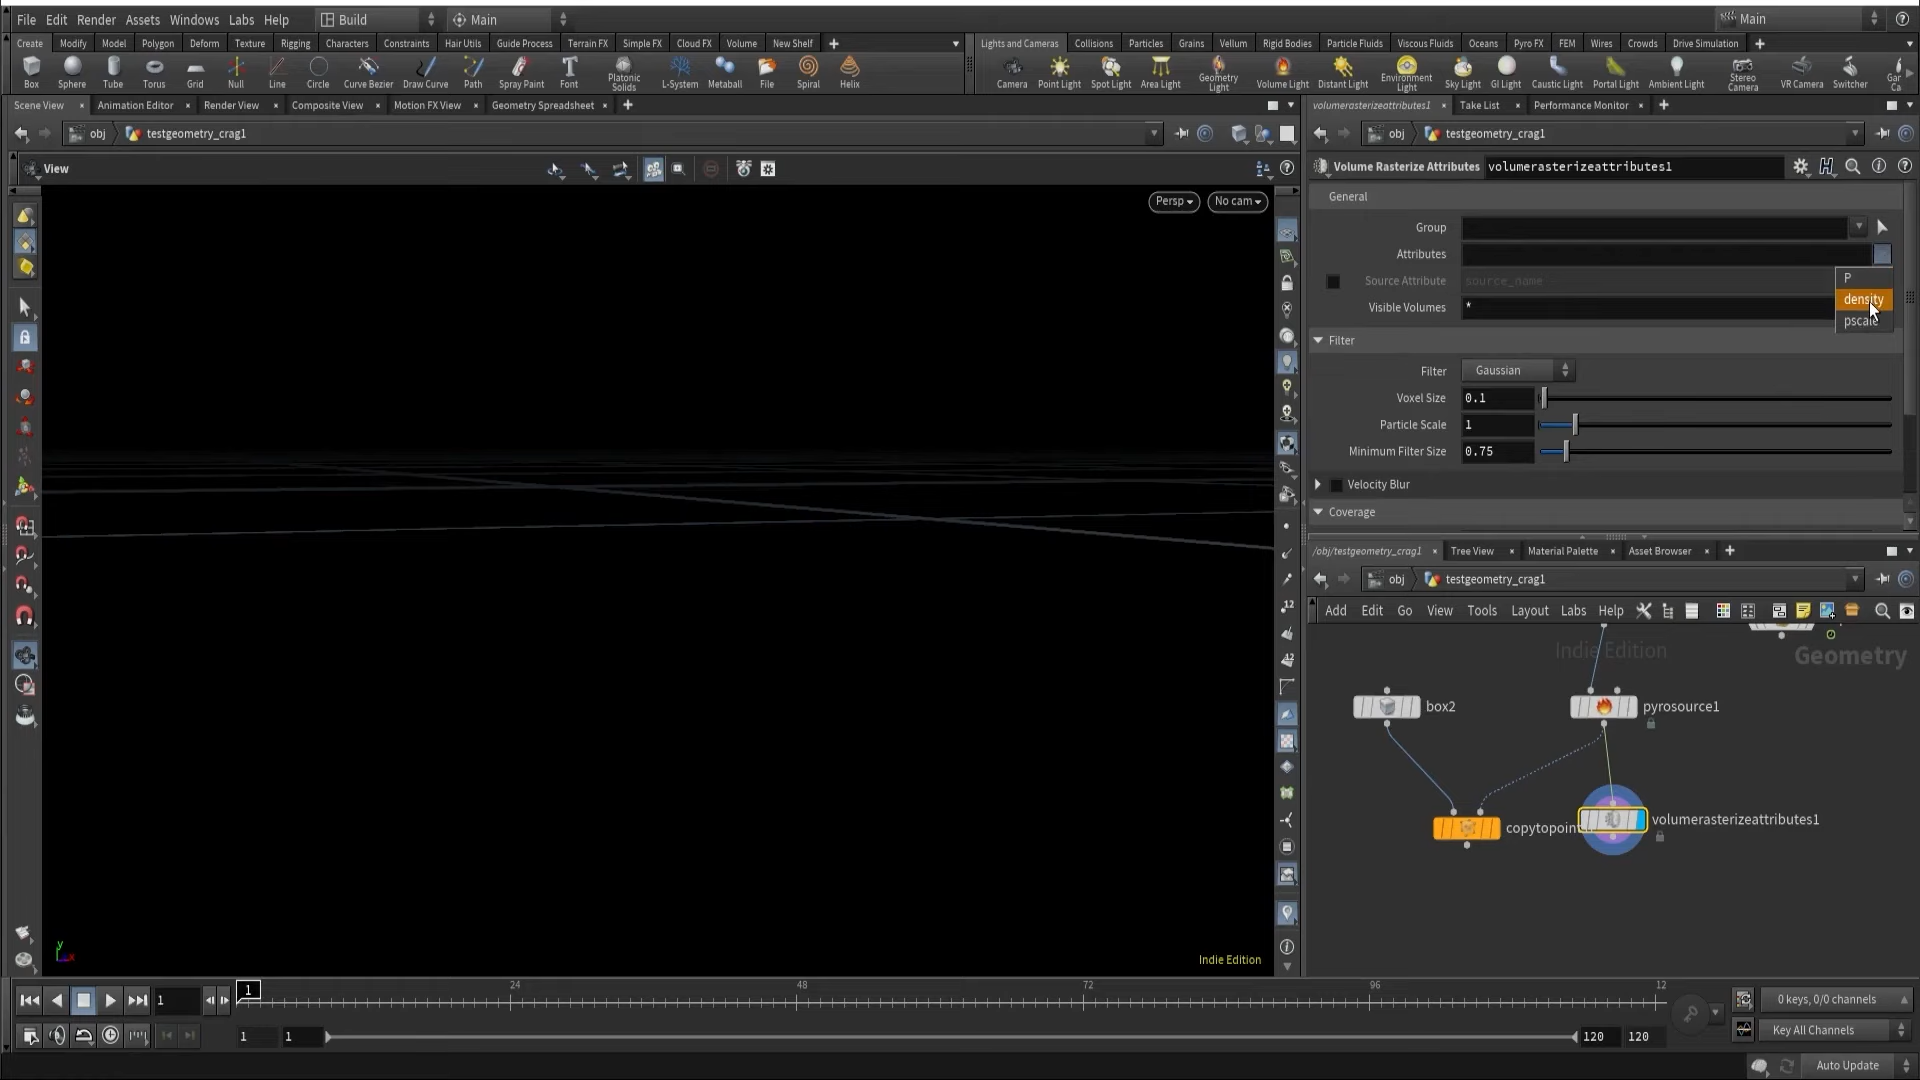 File Edit Render Assets Windows Labs Help Build Main Main
Create Modify Model Polygon Deform Texture Rigging Characters Constraints Hair Utils Guide Process Terrain FX Simple FX Cloud FX Volume New Shelf
Lights and Cameras Collisions Particles Grains Vellum Rigid Bodies Particle Fluids Viscous Fluids Oceans Pyro FX FEM Wires Crowds Drive Simulation
Box Sphere Tube Torus Grid Null Line Circle Curve Bezier Draw Curve Path Spray Paint Font Platonic Solids L-System Metaball File Spiral Helix
Camera Point Light Spot Light Area Light Geometry Light Volume Light Distant Light Environment Light Sky Light GI Light Caustic Light Portal Light Ambient Light Stereo Camera VR Camera Switcher Gar Ca
Scene View Animation Editor Render View Composite View Motion FX View Geometry Spreadsheet
volumerasterizeattributes1 Take List Performance Monitor
obj testgeometry_crag1
obj testgeometry_crag1
View
Persp No cam
Volume Rasterize Attributes volumerasterizeattributes1
General
Group
Attributes
P
Source Attribute source_name
density
Visible Volumes *
pscale
Filter
Filter Gaussian
Voxel Size 0.1
Particle Scale 1
Minimum Filter Size 0.75
Velocity Blur
Coverage
/obj/testgeometry_crag1 Tree View Material Palette Asset Browser
obj testgeometry_crag1
Add Edit Go View Tools Layout Labs Help
Indie Edition
Geometry
box2
pyrosource1
copytopoint
volumerasterizeattributes1
12
12
y
x
Indie Edition
1 1 24 48 72 96 12
0 keys, 0/0 channels
1 1 120 120
Key All Channels
Auto Update